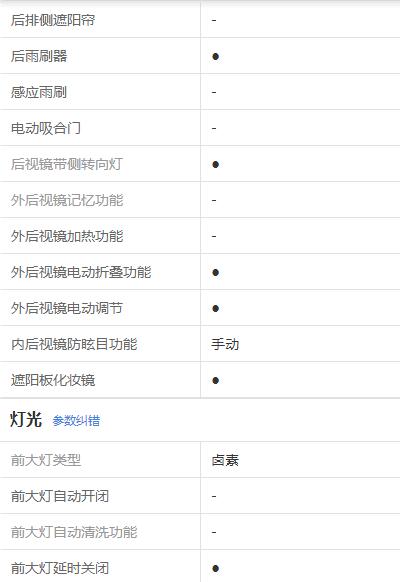 后排侧遮阳帘 -
后雨刷器 ●
感应雨刷 -
电动吸合门 -
后视镜带侧转向灯 ●
外后视镜记忆功能 -
外后视镜加热功能 -
外后视镜电动折叠功能 ●
外后视镜电动调节 ●
内后视镜防眩目功能 手动
遮阳板化妆镜 ●
灯光 参数纠错
前大灯类型 卤素
前大灯自动开闭 -
前大灯自动清洗功能 -
前大灯延时关闭 ●